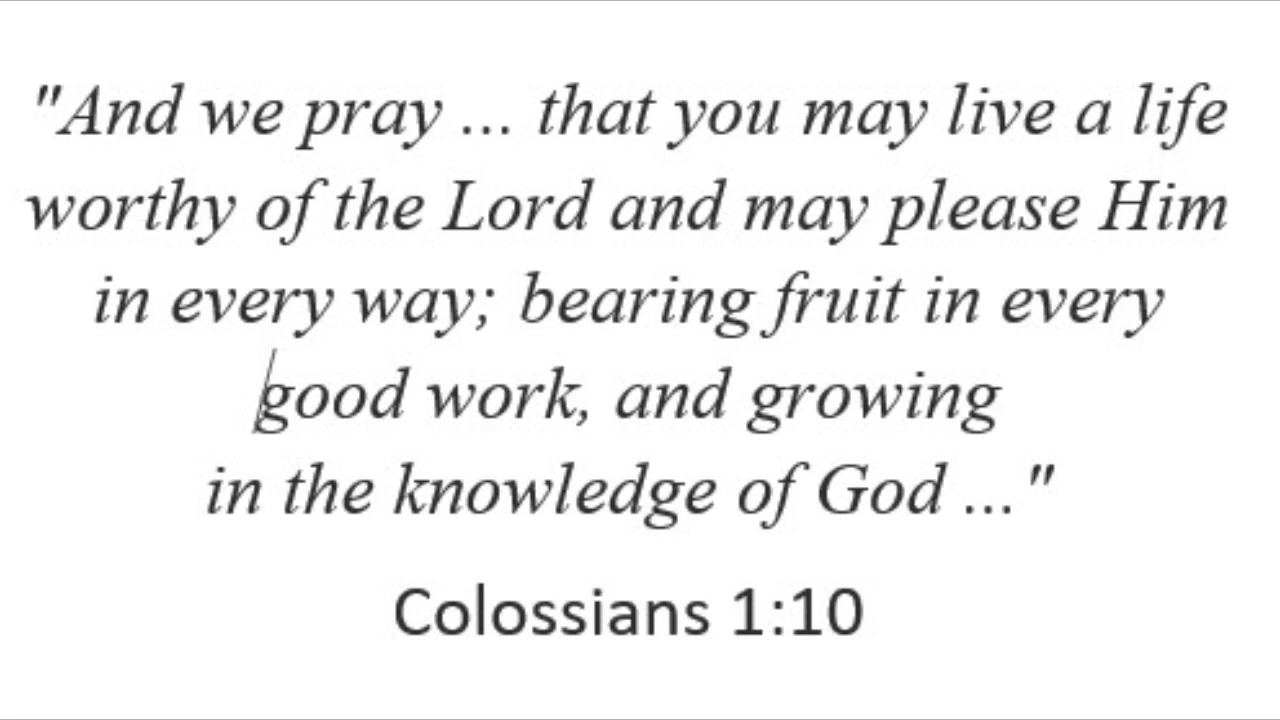 "And we pray ... that you may live a life
worthy of the Lord and may please Him
in every way; bearing fruit in every
good work, and growing
in the knowledge of God ..."
Colossians 1:10